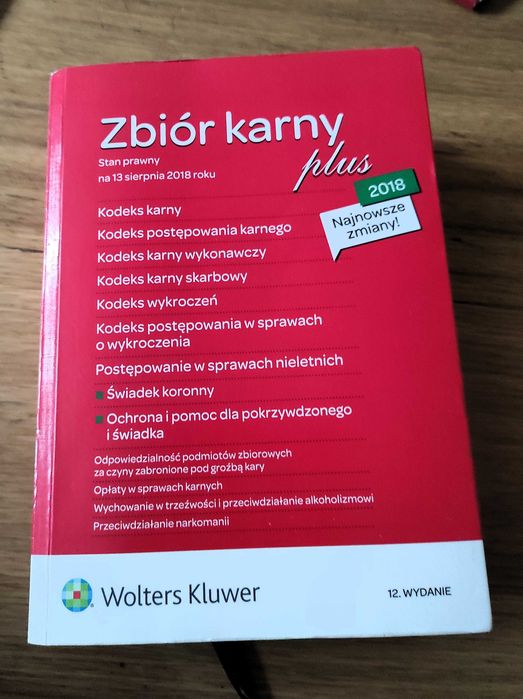 Zbiór karny
plus
Stan prawny
na 13 sierpnia 2018 roku
2018
Najnowsze
zmiany!
Kodeks karny
Kodeks postępowania karnego
Kodeks karny wykonawczy
Kodeks karny skarbowy
Kodeks wykroczeń
Kodeks postępowania w sprawach
o wykroczenia
Postępowanie w sprawach nieletnich
Świadek koronny
Ochrona i pomoc dla pokrzywdzonego
i świadka
Odpowiedzialność podmiotów zbiorowych
za czyny zabronione pod groźbą kary
Opłaty w sprawach karnych
Wychowanie w trzeźwości i przeciwdziałanie alkoholizmowi
Przeciwdziałanie narkomanii
Wolters Kluwer
12. WYDANIE